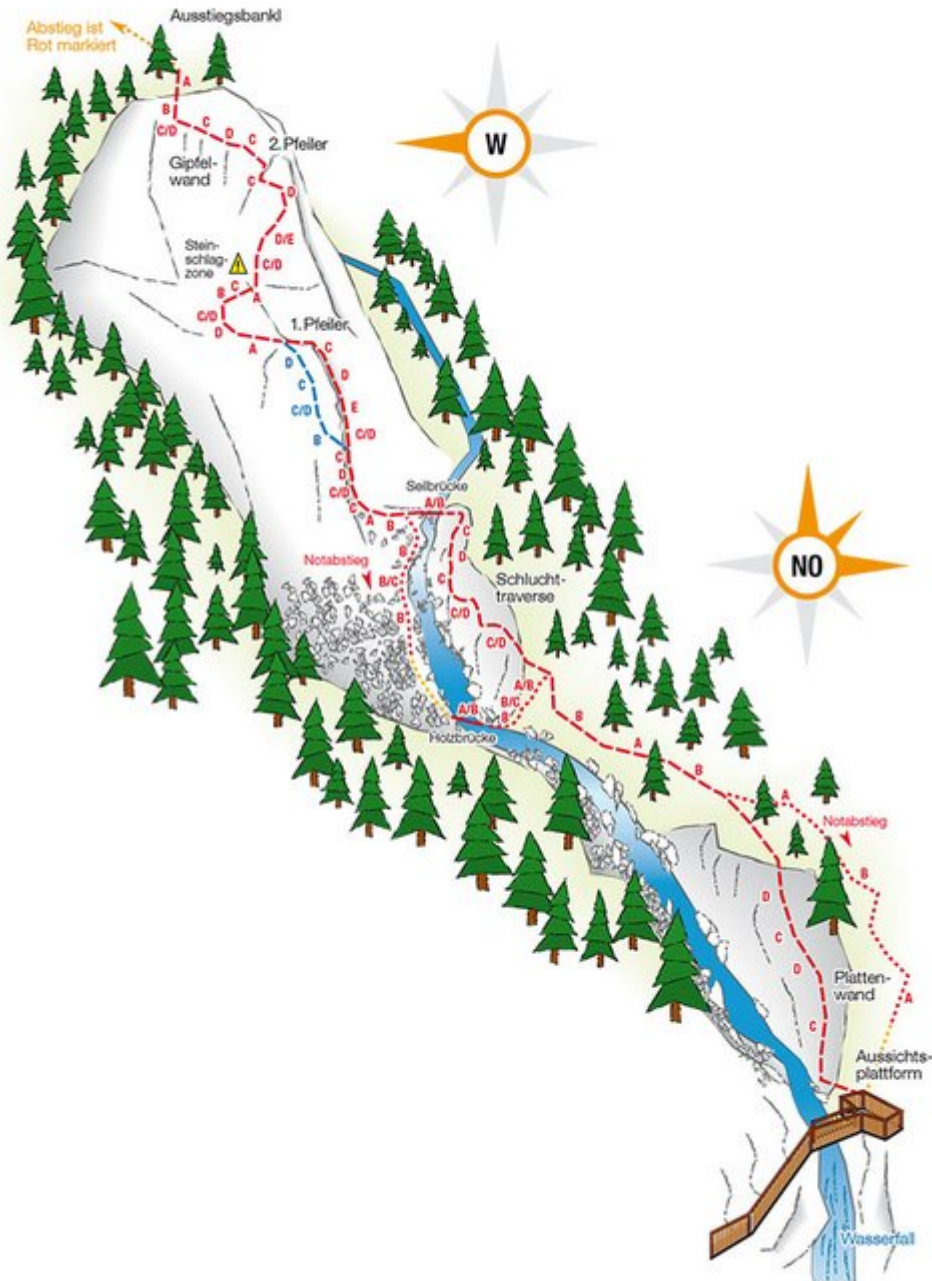 Ausstiegsbankl
Abstieg ist
Rot markiert
A
B
C/D
C
D
C
2. Pfeiler
Gipfel-
wand
W
C
D
D/E
Stein-
schlag-
zone
C/D
C
B
A
C/D
D
1. Pfeiler
A
C
D
D
C
E
C/D
C/D
B
C
D
C/D
Seilbrücke
A/B
C
A
B
C
B
D
NO
Notabstieg
B/C
C
Schlucht-
traverse
B
C/D
C/D
A/B
B/C
A/B
B
B
Holzbrücke
A
B
A
Notabstieg
B
D
C
D
Platten-
wand
A
C
Aussichts-
plattform
Wasserfall